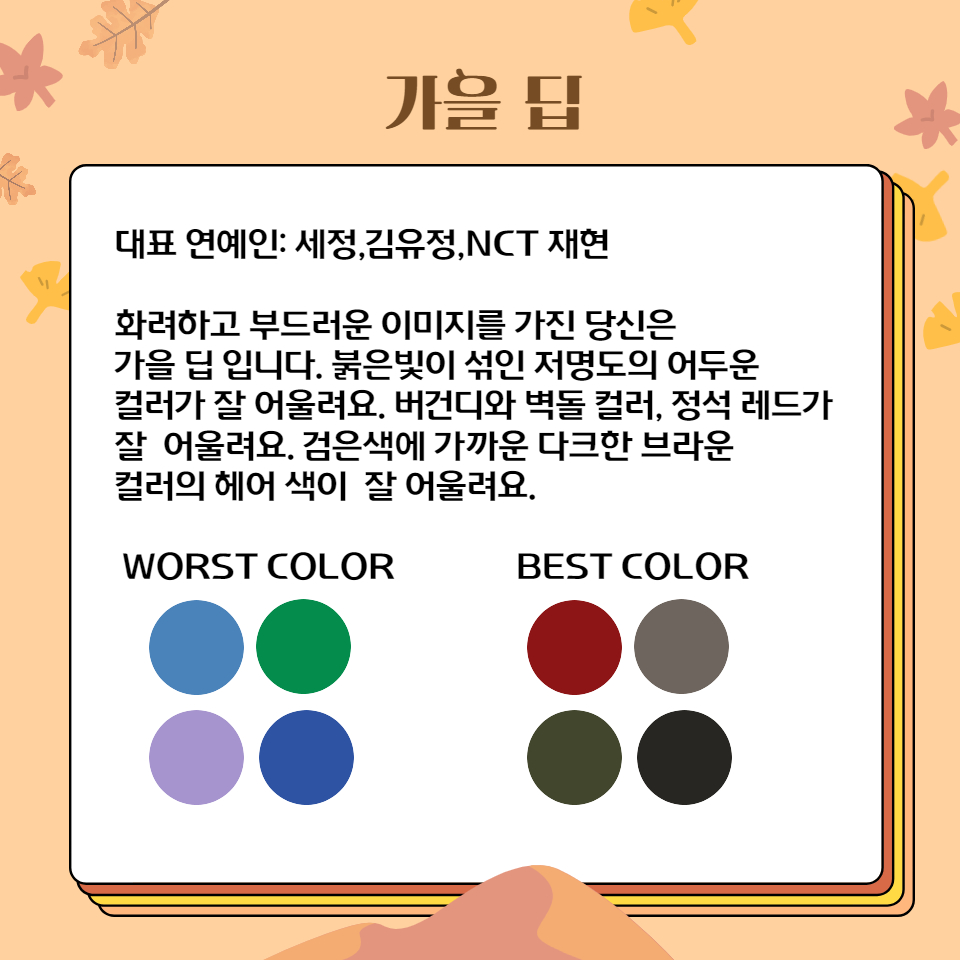 가을 딥
대표 연예인: 세정,김유정,NCT 재현
화려하고 부드러운 이미지를 가진 당신은
가을 딥 입니다. 붉은빛이 섞인 저명도의 어두운
컬러가 잘 어울려요. 버건디와 벽돌 컬러, 정석 레드가
잘  어울려요. 검은색에 가까운 다크한 브라운
컬러의 헤어 색이  잘 어울려요.
WORST COLOR
BEST COLOR